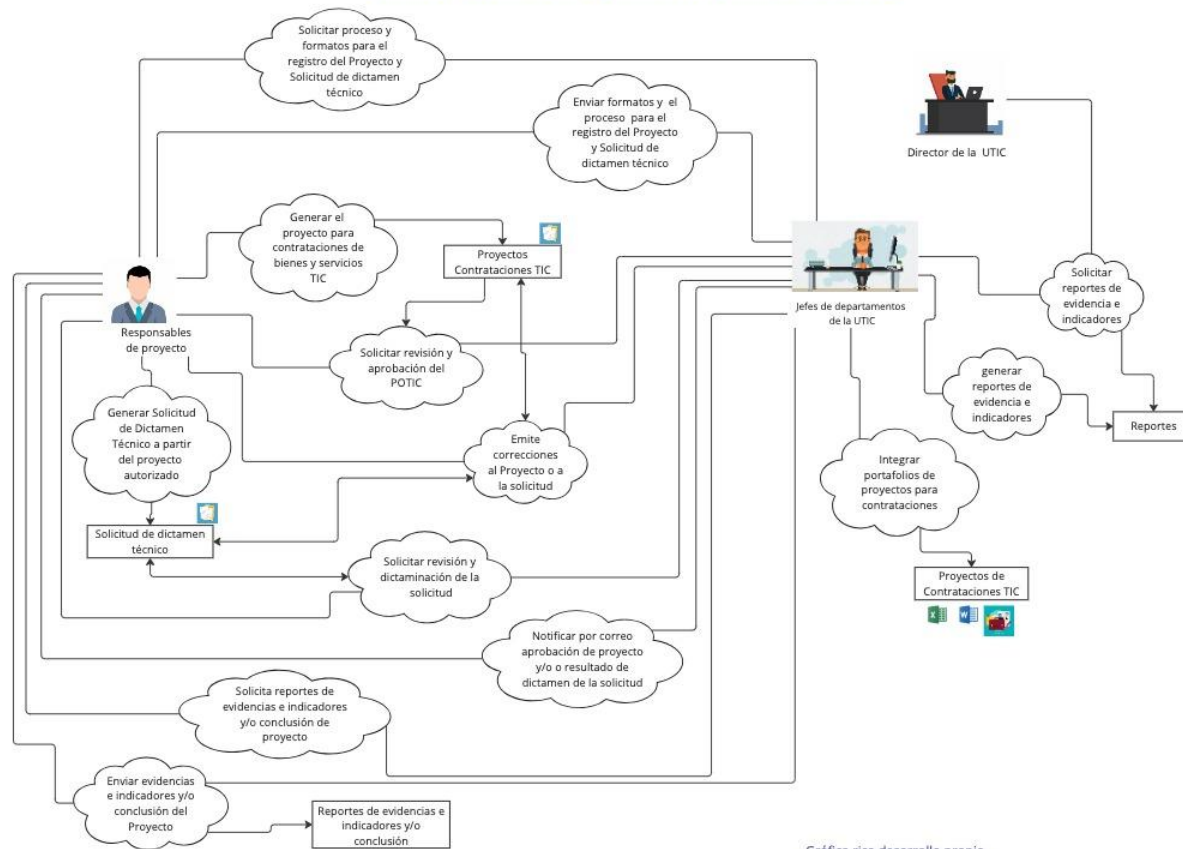 Solicitar proceso y
formatos para el
registro del Proyecto y
Solicitud de dictamen
técnico
Enviar formatos y el
proceso para el
registro del Proyecto
y Solicitud de
dictamen técnico
Director de la UTIC
Generar el
proyecto para
contrataciones de
bienes y servicios
TIC
Proyectos
Contrataciones TIC
Jefes de departamentos
de la UTIC
Solicitar
reportes de
evidencia e
indicadores
Responsables
de proyecto
Solicitar revisión y
aprobación del
POTIC
generar
reportes de
evidencia e
indicadores
Reportes
Generar Solicitud
de Dictamen
Técnico a partir
del proyecto
autorizado
Emite
correcciones
al Proyecto o a
la solicitud
Integrar
portafolios de
proyectos para
contrataciones
Solicitud de dictamen
técnico
Solicitar revisión y
dictaminación de la
solicitud
Proyectos de
Contrataciones TIC
X
W
Notificar por correo
aprobación de proyecto
y/o o resultado de
dictamen de la solicitud
Solicita reportes de
evidencias e indicadores
y/o conclusión de
proyecto
Enviar evidencias
e indicadores y/o
conclusión del
Proyecto
Reportes de evidencias e
indicadores y/o
conclusión